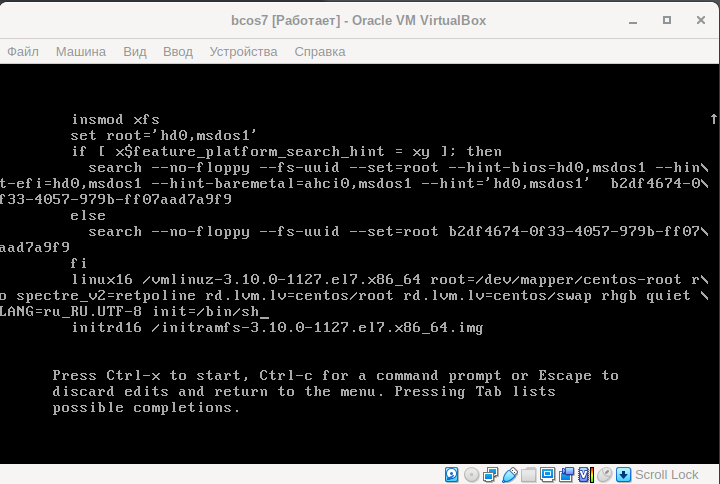 bcos7 [Работает] - Oracle VM VirtualBox
Файл Машина Вид Ввод Устройства Справка
insmod xfs
set root='hd0,msdos1'
if [ x$feature_platform_search_hint = xy ]; then
search --no-floppy --fs-uuid --set=root --hint-bios=hd0,msdos1 --hin\
t-efi=hd0,msdos1 --hint-baremetal=ahci0,msdos1 --hint='hd0,msdos1'  b2df4674-0\
f33-4057-979b-ff07aad7a9f9
else
search --no-floppy --fs-uuid --set=root b2df4674-0f33-4057-979b-ff07\
aad7a9f9
fi
linux16 /vmlinuz-3.10.0-1127.el7.x86_64 root=/dev/mapper/centos-root r\
o spectre_v2=retpoline rd.lvm.lv=centos/root rd.lvm.lv=centos/swap rhgb quiet \
LANG=ru_RU.UTF-8 init=/bin/sh_
initrd16 /initramfs-3.10.0-1127.el7.x86_64.img
Press Ctrl-x to start, Ctrl-c for a command prompt or Escape to
discard edits and return to the menu. Pressing Tab lists
possible completions.
Scroll Lock